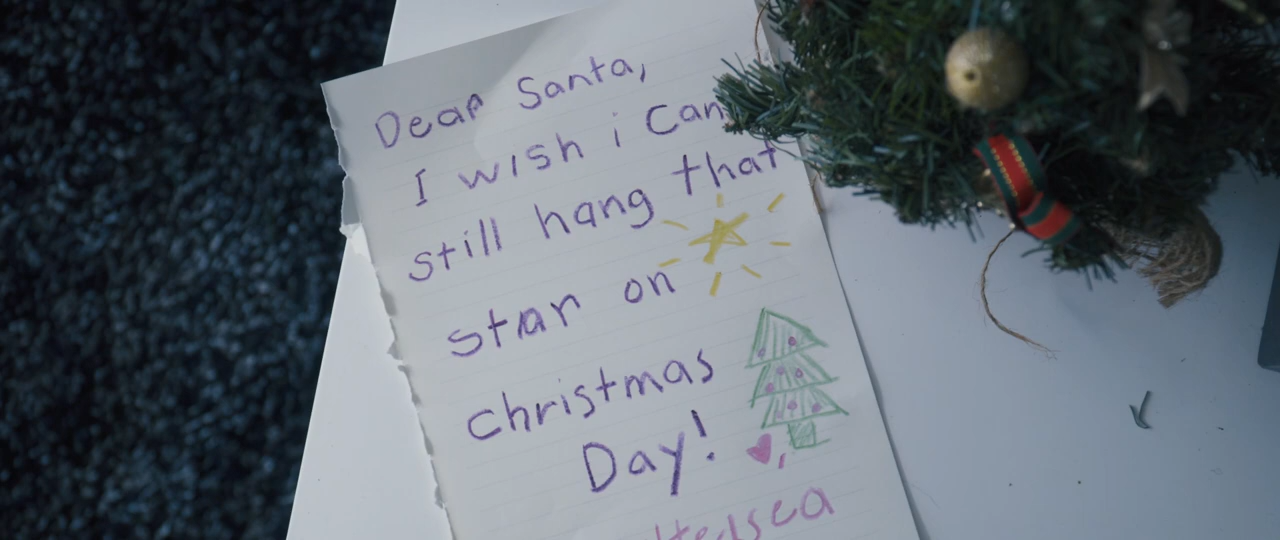 Dear Santa,
I wish i Can
still hang that
star on
Christmas
Day!